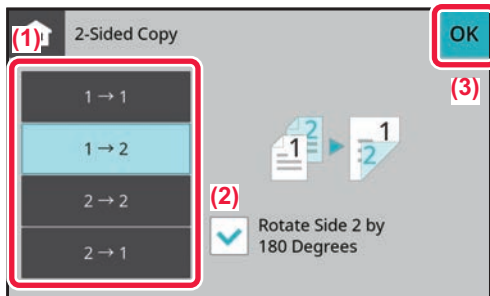 (1)
2-Sided Copy
OK
(3)
1 → 1
1 → 2
2 → 2
2 → 1
1
2
1
2
(2)
Rotate Side 2 by
180 Degrees